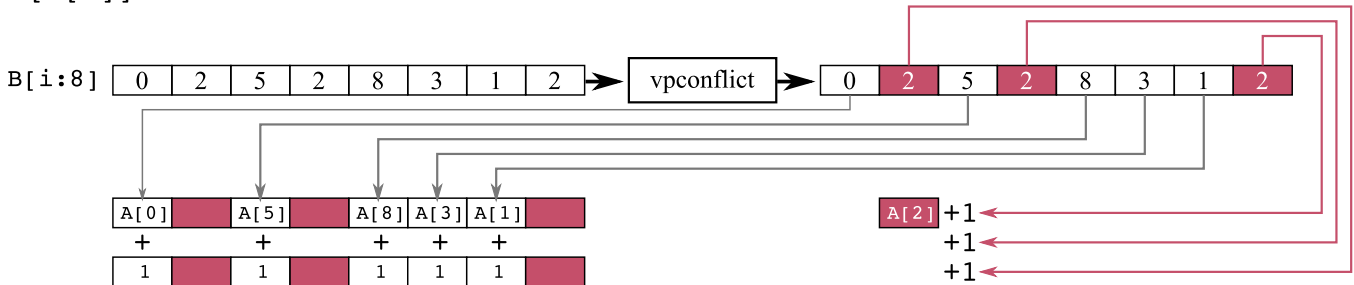 B[i:8] 0 2 5 2 8 3 1 2 vpconflict 0 2 5 2 8 3 1 2
A[0] A[5] A[8] A[3] A[1] A[2] +1
+ + + + + +1
1 1 1 1 1 +1